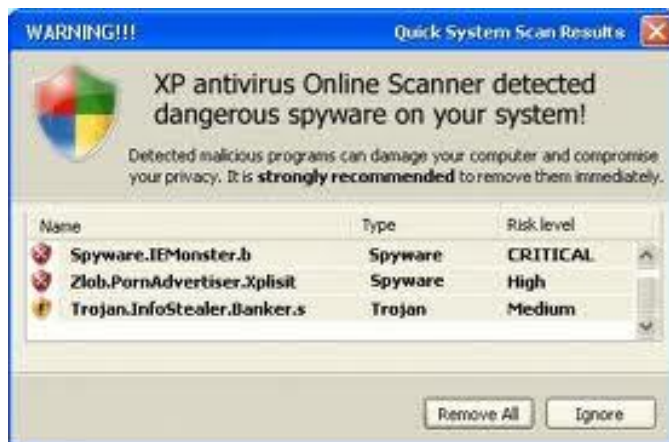 WARNING!!! Quick System Scan Results
XP antivirus Online Scanner detected
dangerous spyware on your system!
Detected malicious programs can damage your computer and compromise
your privacy. It is strongly recommended to remove them immediately.
Name Type Risk level
Spyware.IEMonster.b Spyware CRITICAL
Zlob.PornAdvertiser.Xplisit Spyware High
Trojan.InfoStealer.Banker.s Trojan Medium
Remove All Ignore